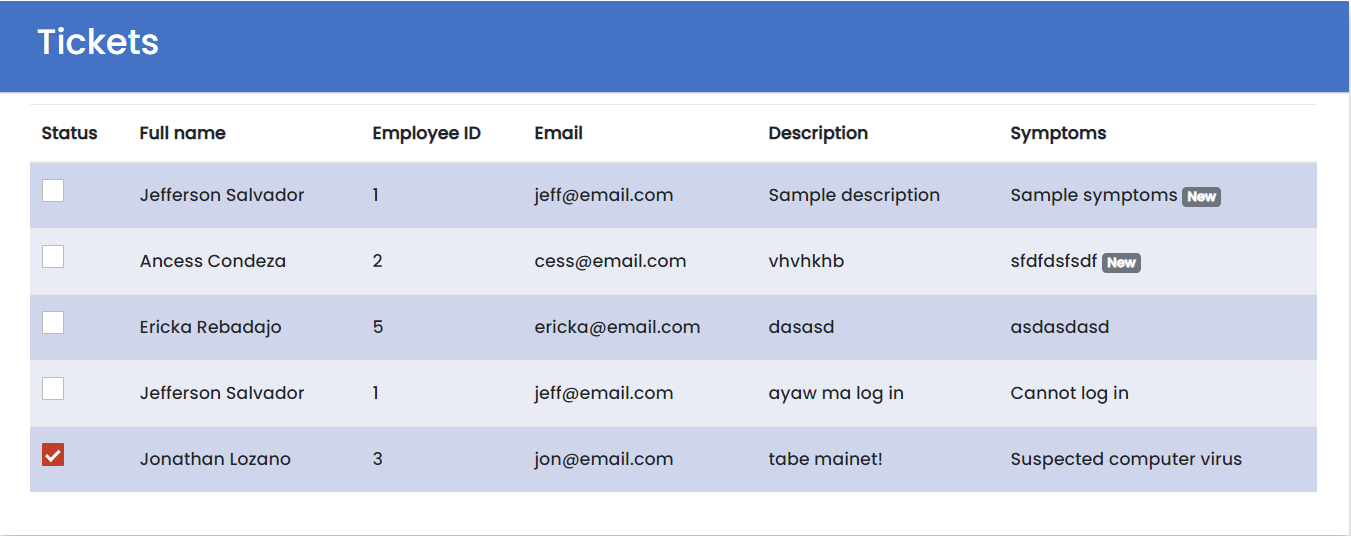 Tickets
Status Full name Employee ID Email Description Symptoms
Jefferson Salvador 1 jeff@email.com Sample description Sample symptoms New
Ancess Condeza 2 cess@email.com vhvhkhb sfdfdsfsdf New
Ericka Rebadajo 5 ericka@email.com dasasd asdasdasd
Jefferson Salvador 1 jeff@email.com ayaw ma log in Cannot log in
Jonathan Lozano 3 jon@email.com tabe mainet! Suspected computer virus